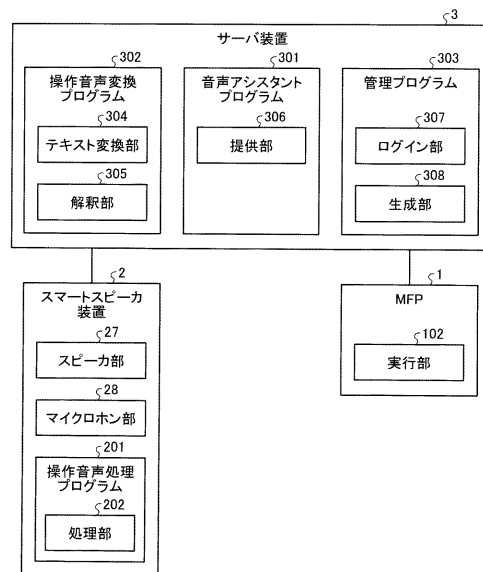 3
サーバ装置
302
操作音声変換
プログラム
304
テキスト変換部
305
解釈部
301
音声アシスタント
プログラム
306
提供部
303
管理プログラム
307
ログイン部
308
生成部
2
スマートスピーカ
装置
27
スピーカ部
28
マイクロホン部
201
操作音声処理
プログラム
202
処理部
1
MFP
102
実行部